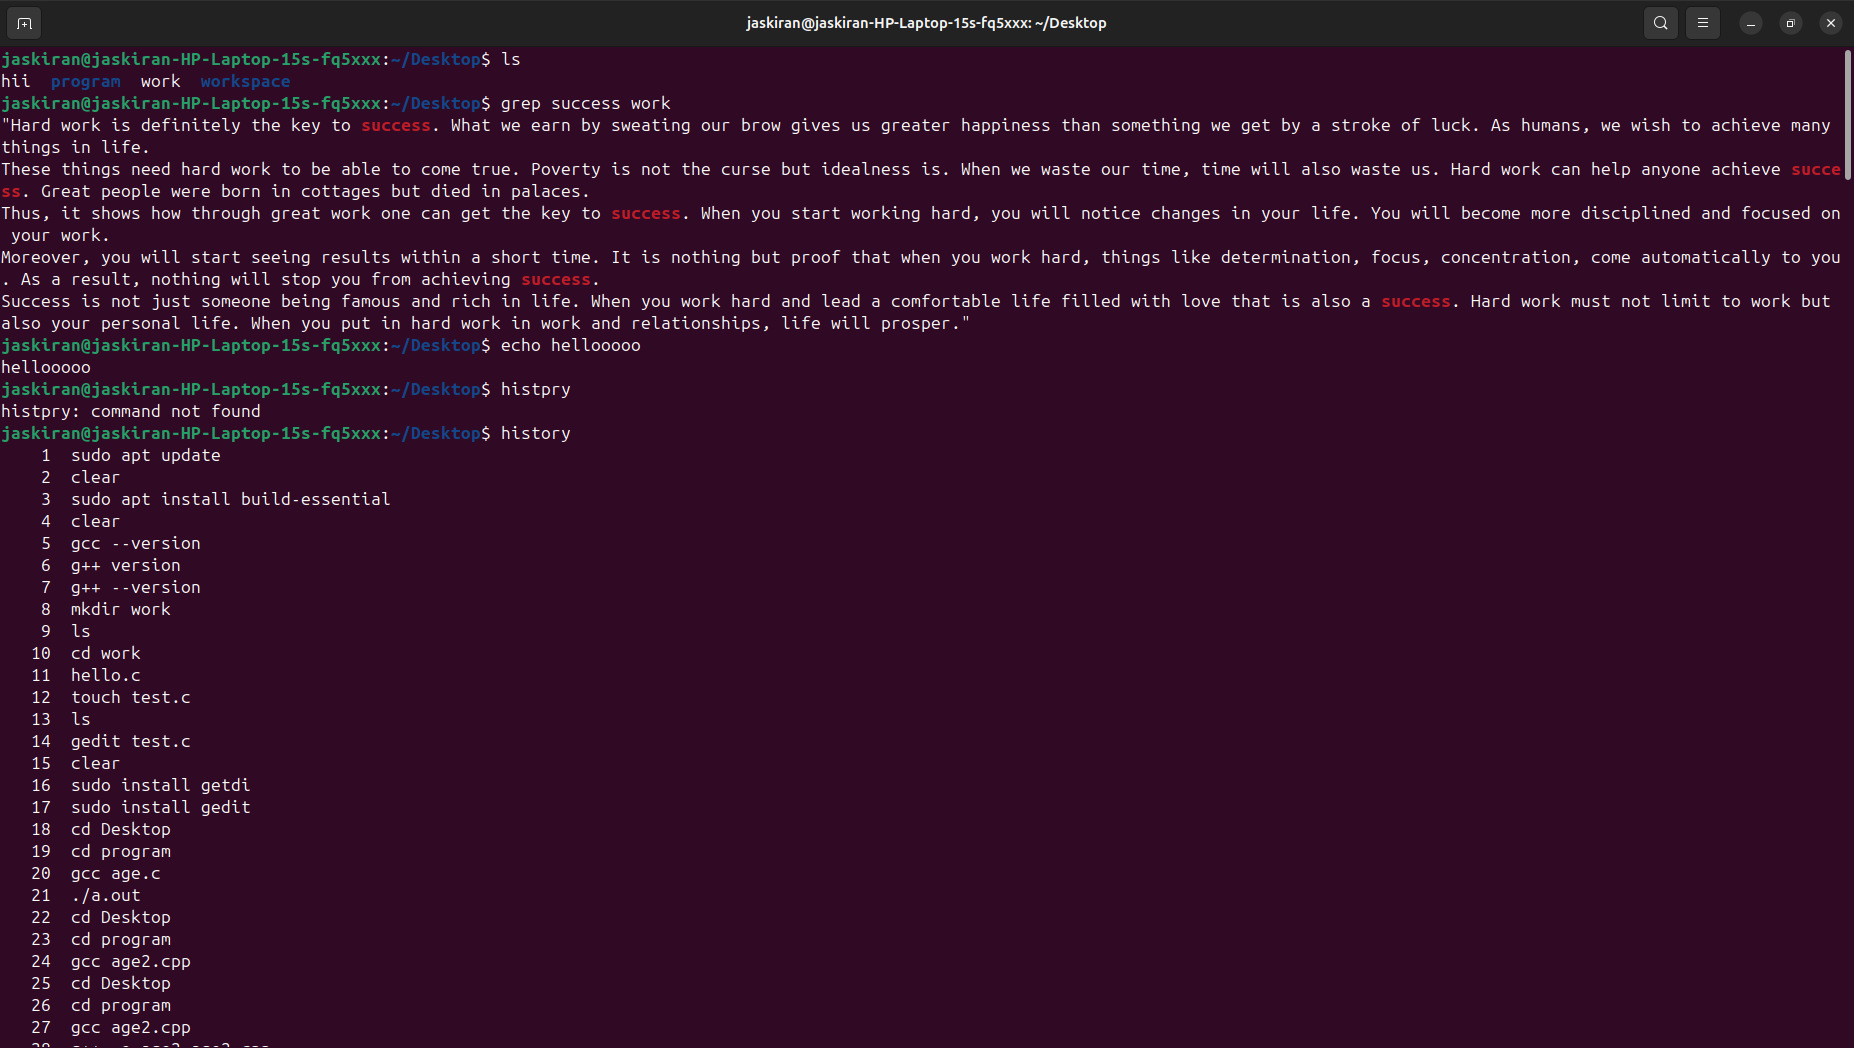 jaskiran@jaskiran-HP-Laptop-15s-fq5xxx: ~/Desktop
jaskiran@jaskiran-HP-Laptop-15s-fq5xxx:~/Desktop$ ls
hii  program  work  workspace
jaskiran@jaskiran-HP-Laptop-15s-fq5xxx:~/Desktop$ grep success work
"Hard work is definitely the key to success. What we earn by sweating our brow gives us greater happiness than something we get by a stroke of luck. As humans, we wish to achieve many
things in life.
These things need hard work to be able to come true. Poverty is not the curse but idealness is. When we waste our time, time will also waste us. Hard work can help anyone achieve succe
ss. Great people were born in cottages but died in palaces.
Thus, it shows how through great work one can get the key to success. When you start working hard, you will notice changes in your life. You will become more disciplined and focused on
 your work.
Moreover, you will start seeing results within a short time. It is nothing but proof that when you work hard, things like determination, focus, concentration, come automatically to you
. As a result, nothing will stop you from achieving success.
Success is not just someone being famous and rich in life. When you work hard and lead a comfortable life filled with love that is also a success. Hard work must not limit to work but
also your personal life. When you put in hard work in work and relationships, life will prosper."
jaskiran@jaskiran-HP-Laptop-15s-fq5xxx:~/Desktop$ echo hellooooo
hellooooo
jaskiran@jaskiran-HP-Laptop-15s-fq5xxx:~/Desktop$ histpry
histpry: command not found
jaskiran@jaskiran-HP-Laptop-15s-fq5xxx:~/Desktop$ history
    1  sudo apt update
    2  clear
    3  sudo apt install build-essential
    4  clear
    5  gcc --version
    6  g++ version
    7  g++ --version
    8  mkdir work
    9  ls
   10  cd work
   11  hello.c
   12  touch test.c
   13  ls
   14  gedit test.c
   15  clear
   16  sudo install getdi
   17  sudo install gedit
   18  cd Desktop
   19  cd program
   20  gcc age.c
   21  ./a.out
   22  cd Desktop
   23  cd program
   24  gcc age2.cpp
   25  cd Desktop
   26  cd program
   27  gcc age2.cpp